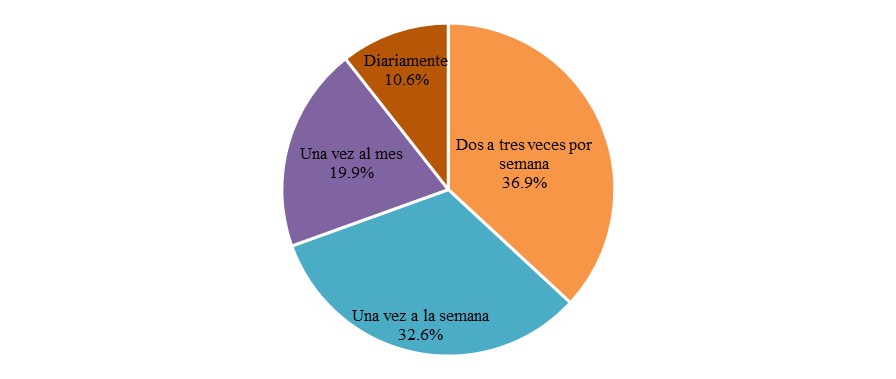 Diariamente
10.6%
Dos a tres veces por
semana
36.9%
Una vez al mes
19.9%
Una vez a la semana
32.6%